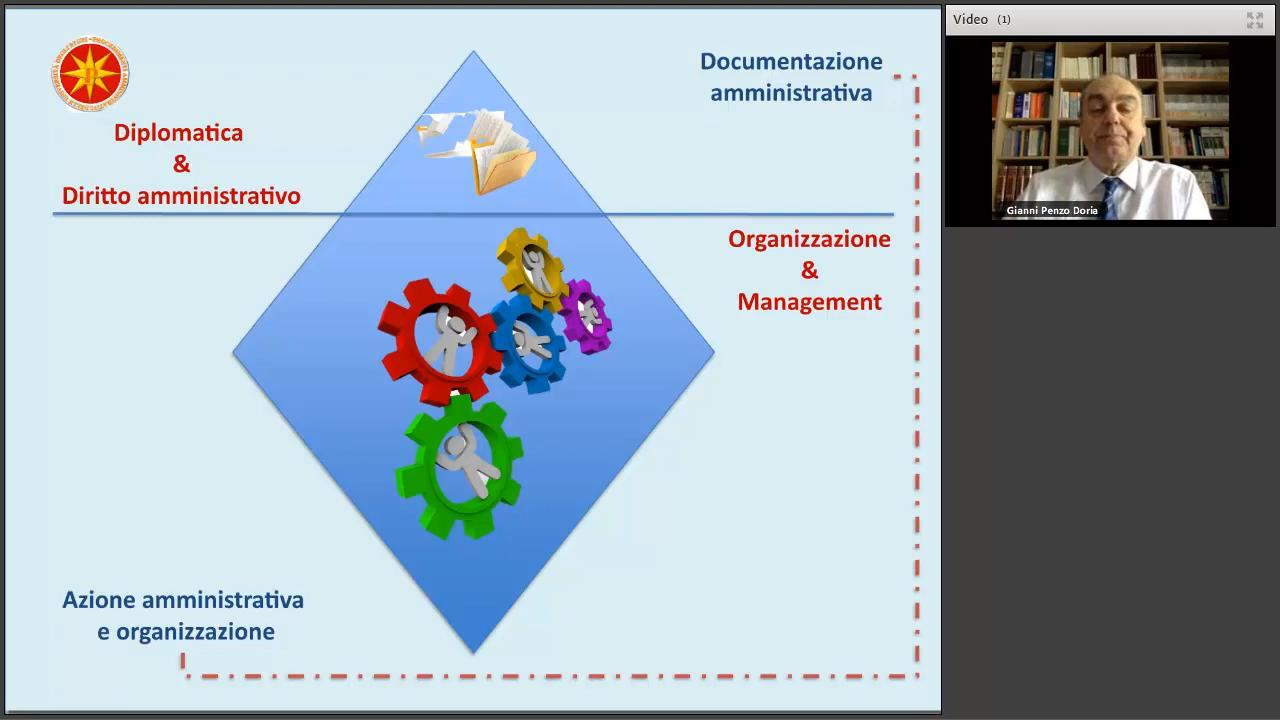 Documentazione
amministrativa
Diplomatica
&
Diritto amministrativo
Organizzazione
&
Management
Azione amministrativa
e organizzazione
Video (1)
Gianni Penzo Doria